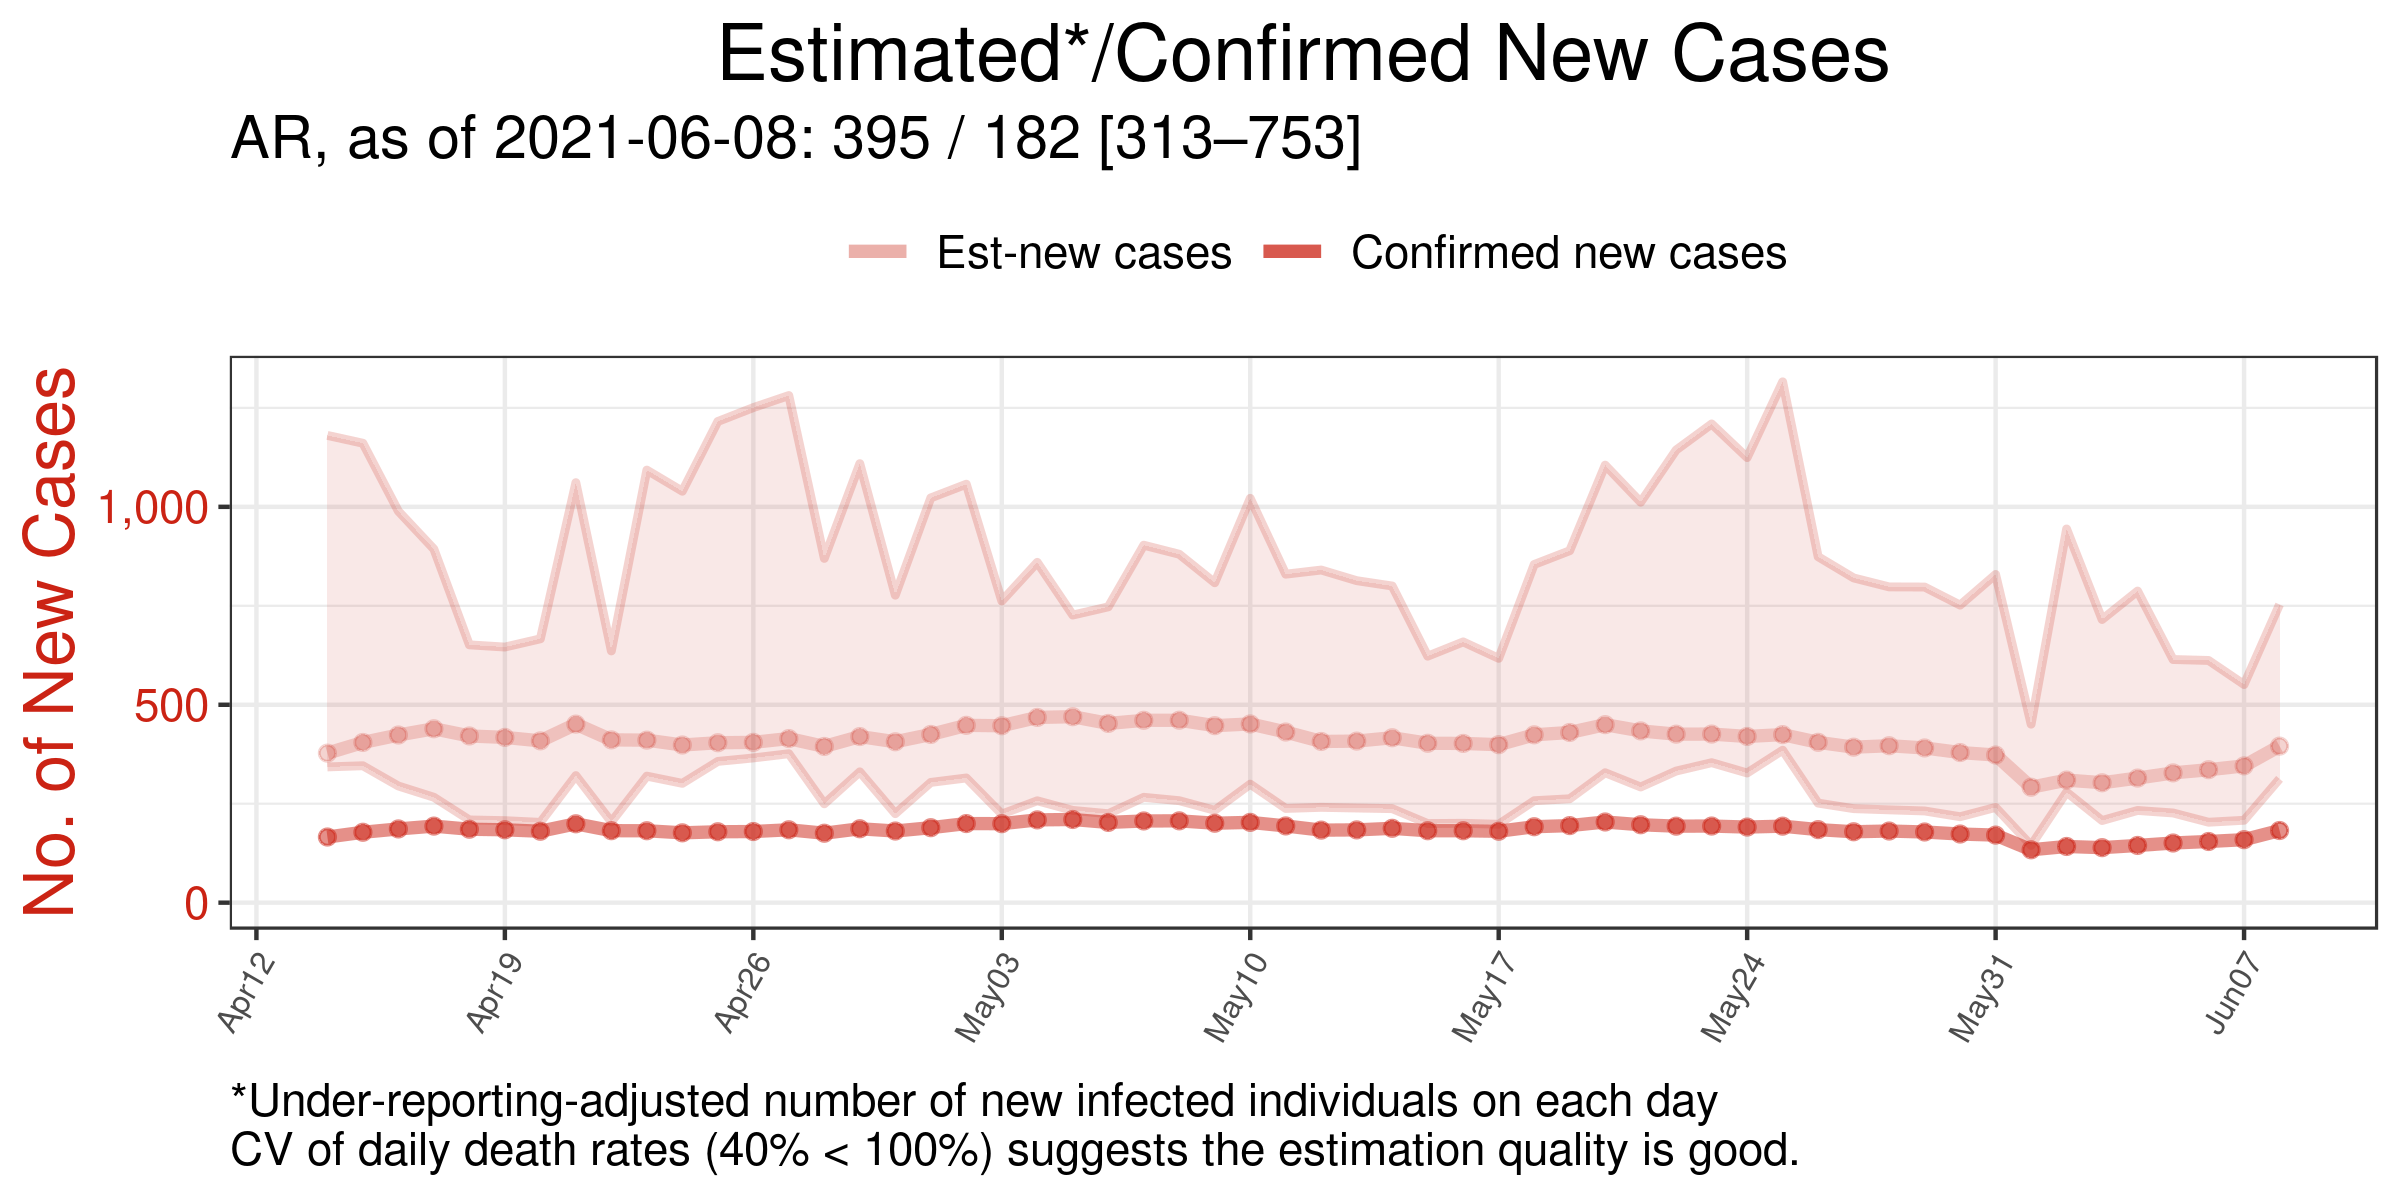 Estimated*/Confirmed New Cases
AR, as of 2021-06-08: 395 / 182 [313–753]
Est-new cases Confirmed new cases
No. of New Cases
1,000
500
0
Apr12 Apr19 Apr26 May03 May10 May17 May24 May31 Jun07
*Under-reporting-adjusted number of new infected individuals on each day
CV of daily death rates (40% < 100%) suggests the estimation quality is good.